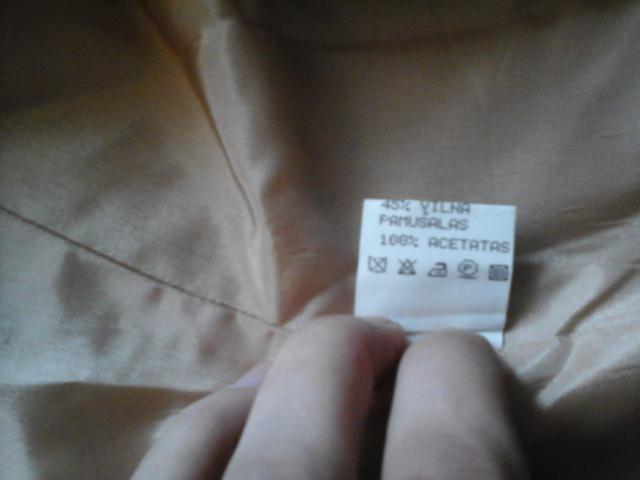 45% VILNA
PAMUŠALAS
100% ACETATAS
P